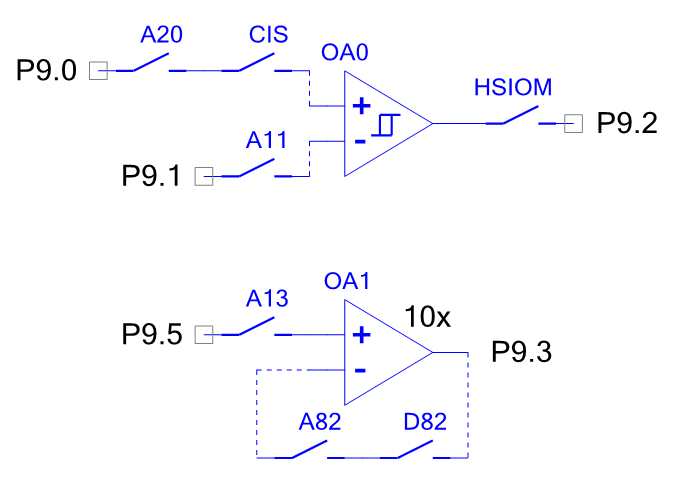 A20 CIS
OA0
P9.0
+
HSIOM
P9.2
A11
-
P9.1
OA1
A13
10x
P9.5
+
P9.3
-
A82 D82